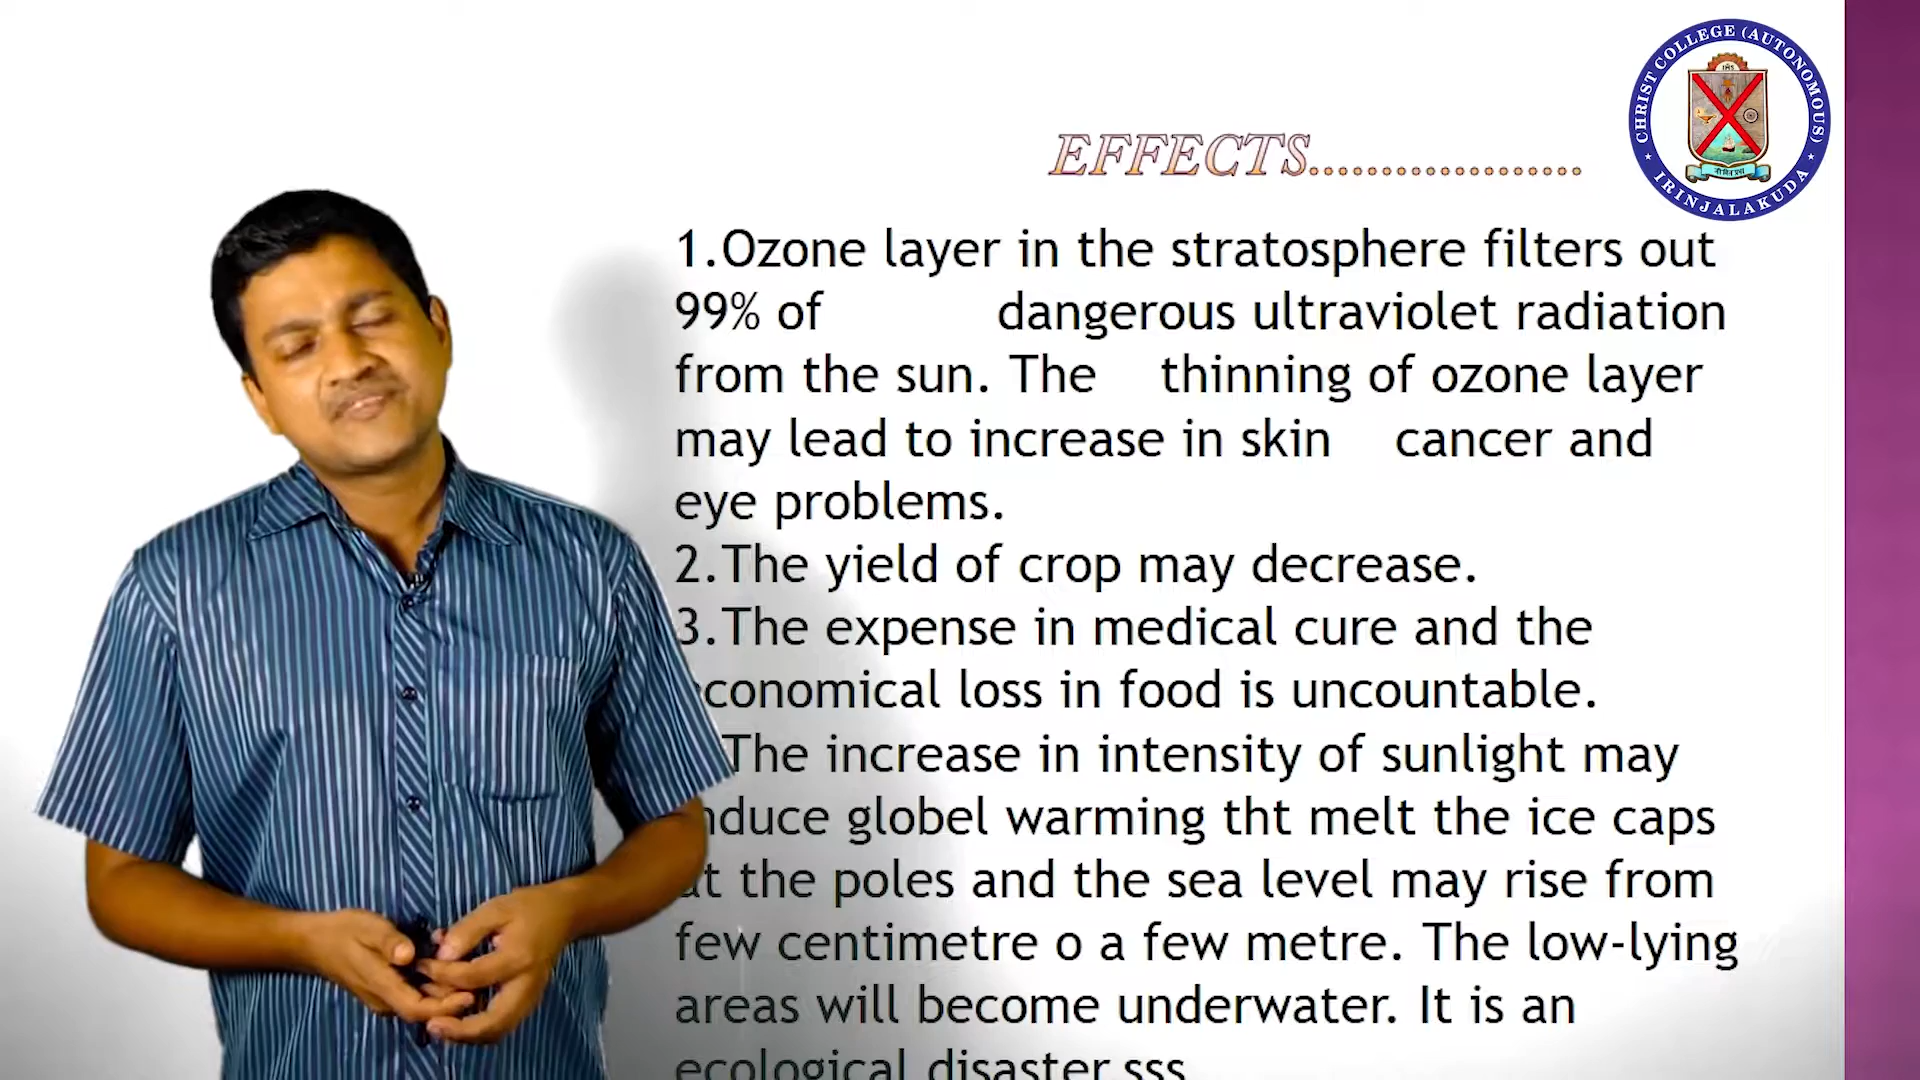 CHRIST COLLEGE (AUTONOMOUS)
IRINJALAKUDA
EFFECTS...................
1.Ozone layer in the stratosphere filters out
99% of dangerous ultraviolet radiation
from the sun. The thinning of ozone layer
may lead to increase in skin cancer and
eye problems.
2.The yield of crop may decrease.
3.The expense in medical cure and the
conomical loss in food is uncountable.
The increase in intensity of sunlight may
nduce globel warming tht melt the ice caps
at the poles and the sea level may rise from
few centimetre o a few metre. The low-lying
areas will become underwater. It is an
ecological disaster.sss